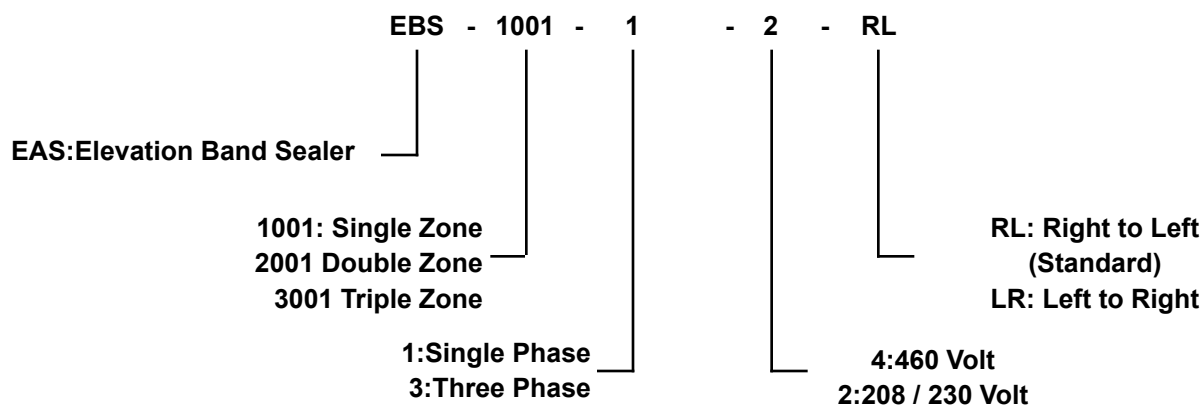 EBS - 1001 - 1 - 2 - RL
EAS:Elevation Band Sealer
1001: Single Zone
2001 Double Zone
3001 Triple Zone
RL: Right to Left
(Standard)
LR: Left to Right
1:Single Phase
3:Three Phase
4:460 Volt
2:208 / 230 Volt